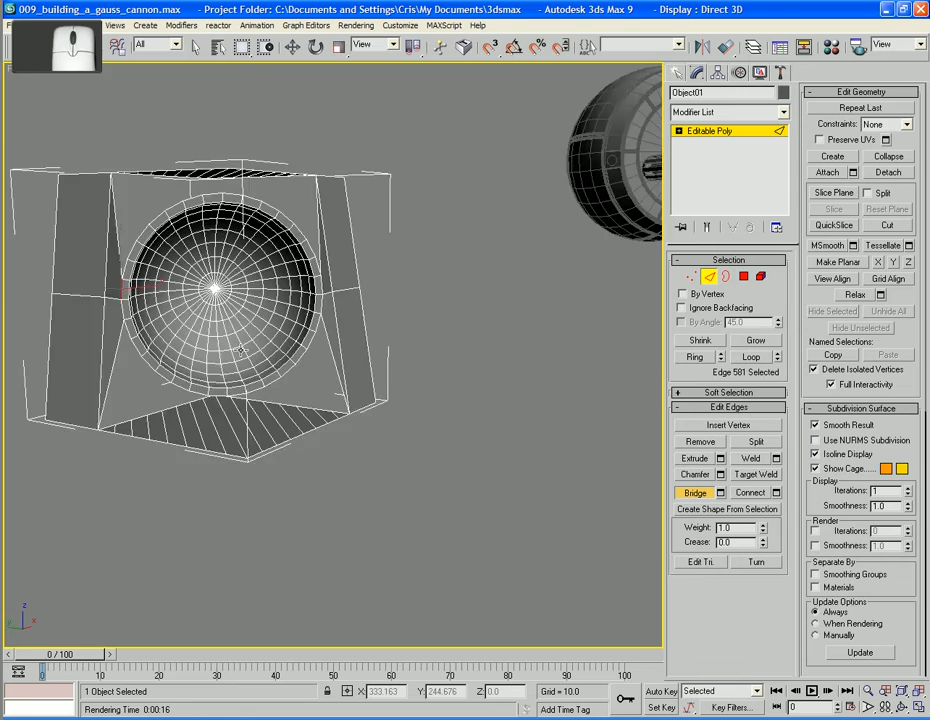 009_building_a_gauss_cannon.max - Project Folder: C:\Documents and Settings\Cris\My Documents\3dsmax - Autodesk 3ds Max 9 - Display : Direct 3D
Views Create Modifiers reactor Animation Graph Editors Rendering Customize MAXScript Help
All View View
Object01
Modifier List
Editable Poly
Selection
By Vertex
Ignore Backfacing
By Angle: 45.0
Shrink Grow
Ring Loop
Edge 581 Selected
Soft Selection
Edit Edges
Insert Vertex
Remove Split
Extrude Weld
Chamfer Target Weld
Bridge Connect
Create Shape From Selection
Weight: 1.0
Crease: 0.0
Edit Tri. Turn
Edit Geometry
Repeat Last
Constraints: None
Preserve UVs
Create Collapse
Attach Detach
Slice Plane Split
Slice Reset Plane
QuickSlice Cut
MSmooth Tessellate
Make Planar X Y Z
View Align Grid Align
Relax
Hide Selected Unhide All
Hide Unselected
Named Selections:
Copy Paste
Delete Isolated Vertices
Full Interactivity
Subdivision Surface
Smooth Result
Use NURMS Subdivision
Isoline Display
Show Cage......
Display
Iterations: 1
Smoothness: 1.0
Render
Iterations: 0
Smoothness: 1.0
Separate By
Smoothing Groups
Materials
Update Options
Always
When Rendering
Manually
Update
z
x
y
0 / 100
0 10 20 30 40 50 60 70 80 90 100
1 Object Selected X: 333.163 Y: 244.676 Z: 0.0 Grid = 10.0 Auto Key Selected
Rendering Time 0:00:16 Add Time Tag Set Key Key Filters... 0